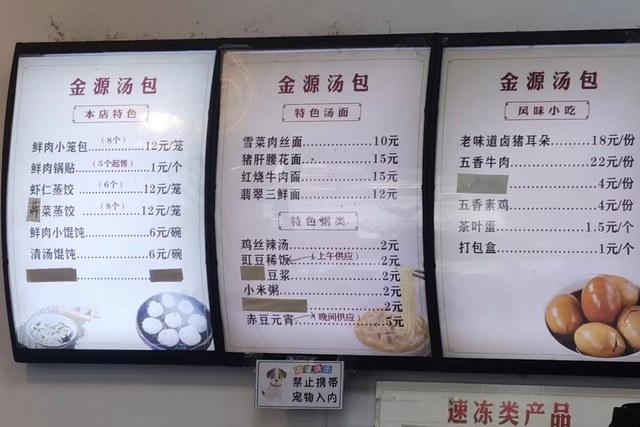 金源汤包
本店特色
鲜肉小笼包（8个）12元/笼
鲜肉锅贴（5个起售）1元/个
虾仁蒸饺（6个）12元/笼
芹菜蒸饺（8个）12元/笼
鲜肉小馄饨6元/碗
清汤馄饨6元/碗
金源汤包
特色汤面
雪菜肉丝面10元
猪肝腰花面15元
红烧牛肉面15元
翡翠三鲜面12元
特色粥类
鸡丝辣汤2元
豇豆稀饭（上午供应）2元
豆浆2元
小米粥2元
2元
赤豆元宵（晚间供应）5元
金源汤包
风味小吃
老味道卤猪耳朵18元/份
五香牛肉22元/份
4元/份
五香素鸡4元/份
茶叶蛋1.5元/个
打包盒1元/个
禁止携带
宠物入内
速冻类产品